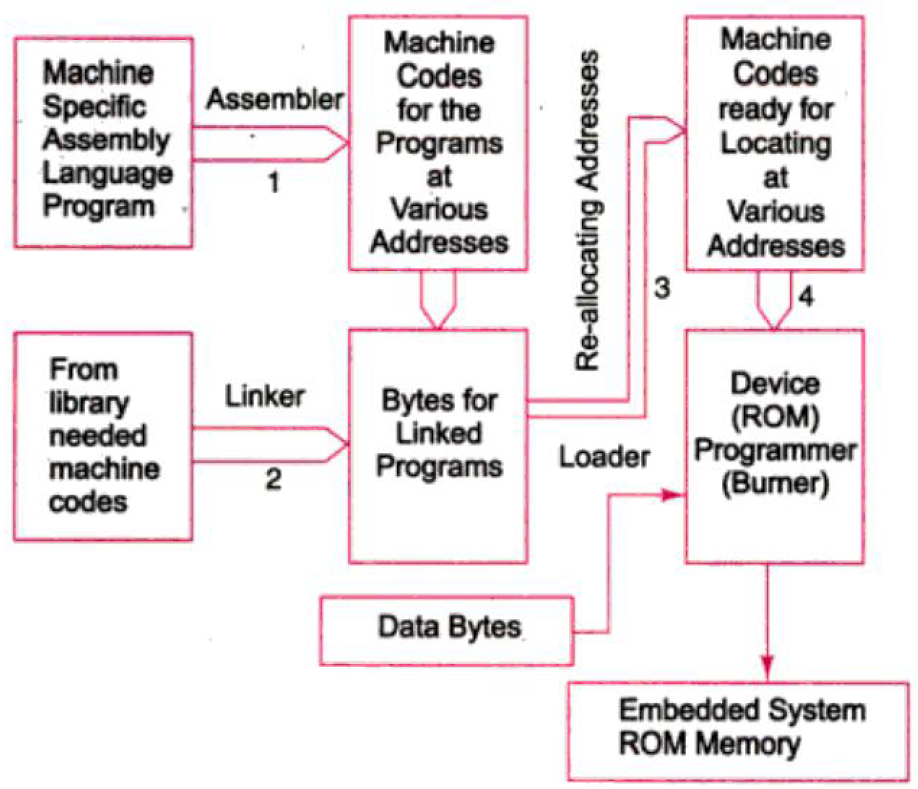 Machine
Specific
Assembly
Language
Program
Assembler
1
Machine
Codes
for the
Programs
at
Various
Addresses
Re-allocating Addresses
3
Machine
Codes
ready for
Locating
at
Various
Addresses
4
From
library
needed
machine
codes
Linker
2
Bytes for
Linked
Programs
Loader
Device
(ROM)
Programmer
(Burner)
Data Bytes
Embedded System
ROM Memory